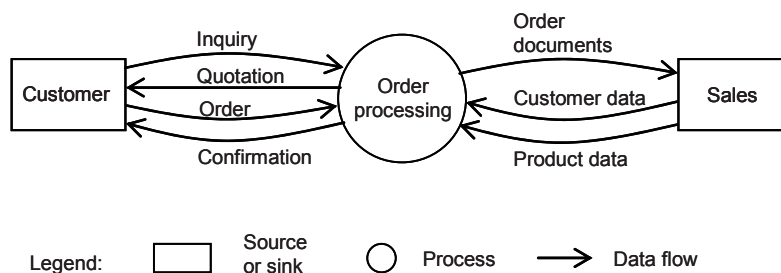 Inquiry
Quotation
Customer
Order
Confirmation
Order
processing
Order
documents
Customer data
Product data
Sales
Legend:
Source
or sink
Process
Data flow